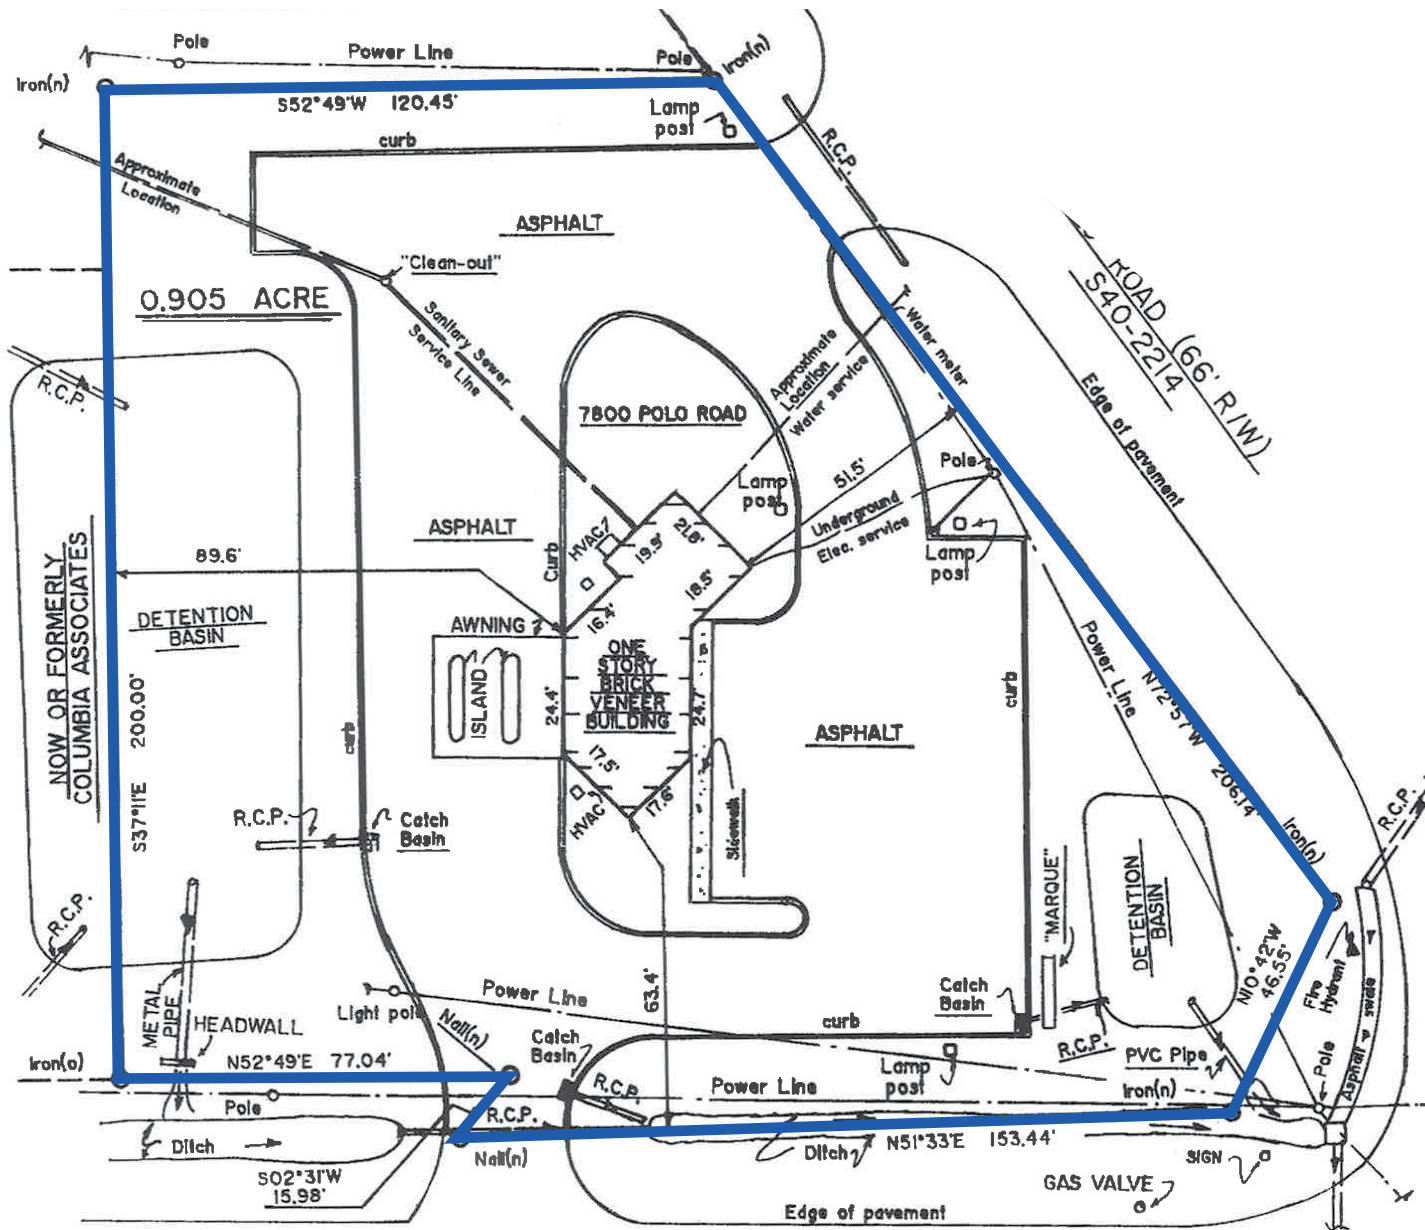 Pole
Power Line
Pole
Iron(n)
Iron(n)
S52°49'W 120.45'
Lamp
post
curb
R.C.P.
Approximate
Location
ASPHALT
"Clean-out"
ROAD (66' R/W)
S40-2214
0.905 ACRE
Sanitary Sewer
Service Line
Approximate
Location
Water service
Water meter
Edge of pavement
R.C.P.
7800 POLO ROAD
51.5'
Pole
Lamp
post
Underground
Elec. service
ASPHALT
HVAC
19.9'
21.8'
Curb
18.5'
Lamp
post
NOW OR FORMERLY
COLUMBIA ASSOCIATES
89.6'
DETENTION
BASIN
16.4'
AWNING
ISLAND
ONE
STORY
BRICK
VENEER
BUILDING
24.4'
24.7'
Power Line
curb
N72°57'W 206.14'
S37°11'E 200.00'
curb
ASPHALT
17.5'
17.6'
HVAC
Sidewalk
R.C.P.
Catch
Basin
R.C.P.
Iron(n)
R.C.P.
"MARQUE"
DETENTION
BASIN
N10°42'W
46.55'
Fire
Hydrant
Asphalt swale
METAL
PIPE
HEADWALL
Light pole
Power Line
63.4'
Nail(n)
Catch
Basin
curb
Catch
Basin
R.C.P.
PVC Pipe
Pole
Iron(o)
N52°49'E 77.04'
Pole
R.C.P.
R.C.P.
Power Line
Lamp
post
Iron(n)
Ditch
Nail(n)
Ditch
N51°33'E 153.44'
S02°31'W
15.98'
SIGN
GAS VALVE
Edge of pavement